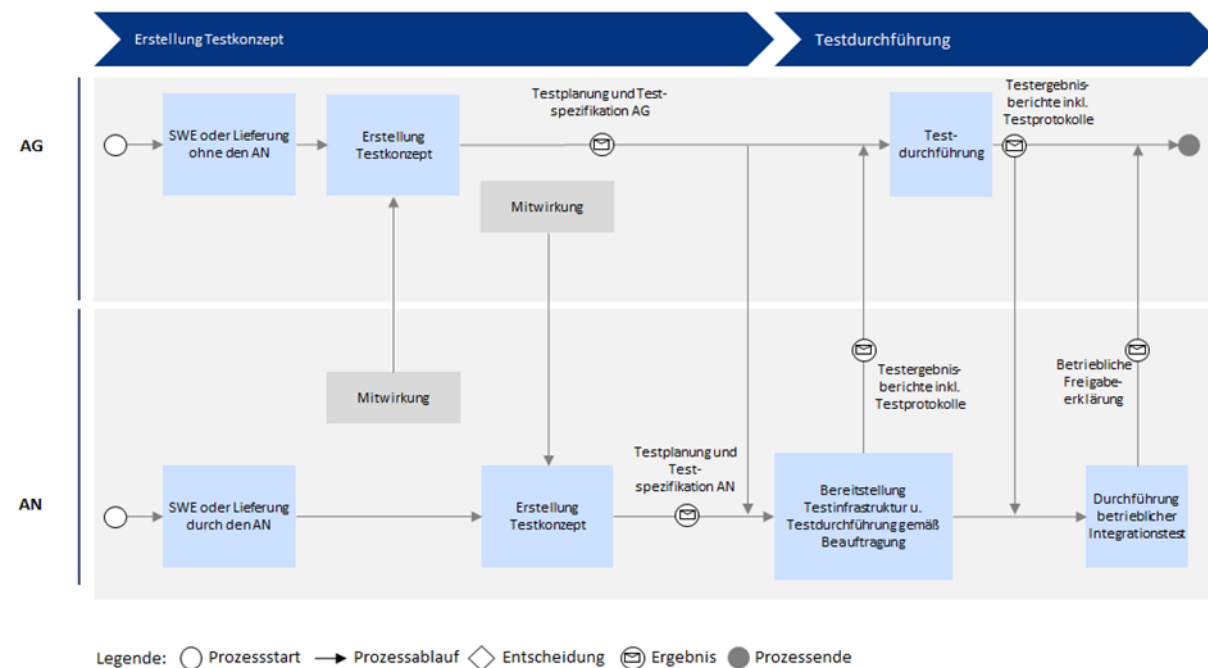 Erstellung Testkonzept
Testdurchführung
AG
SWE oder Lieferung
ohne den AN
Erstellung
Testkonzept
Testplanung und Test-
spezifikation AG
Mitwirkung
Test-
durchführung
Testergebnis-
berichte inkl.
Testprotokolle
AN
Mitwirkung
SWE oder Lieferung
durch den AN
Erstellung
Testkonzept
Testplanung und
Test-
spezifikation AN
Testergebnis-
berichte inkl.
Testprotokolle
Bereitstellung
Testinfrastruktur u.
Testdurchführung gemäß
Beauftragung
Betriebliche
Freigabe-
erklärung
Durchführung
betrieblicher
Integrationstest
Legende: Prozessstart Prozessablauf Entscheidung Ergebnis Prozessende